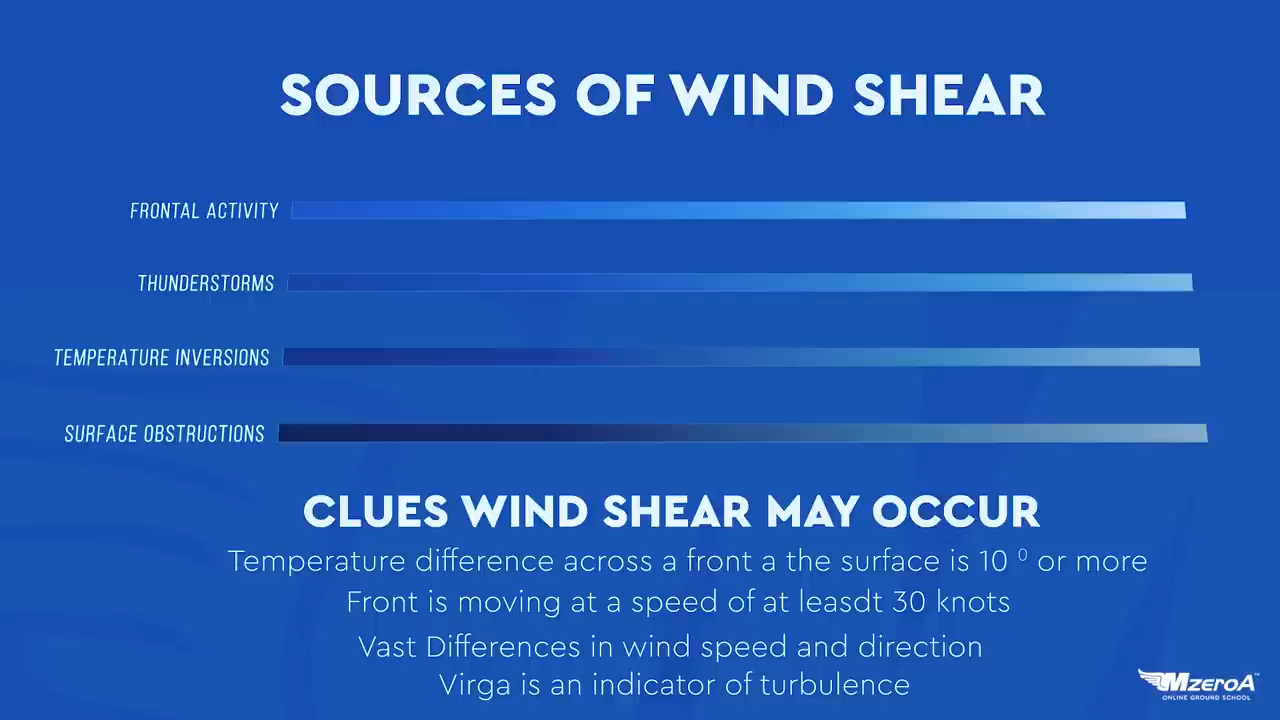 SOURCES OF WIND SHEAR
FRONTAL ACTIVITY
THUNDERSTORMS
TEMPERATURE INVERSIONS
SURFACE OBSTRUCTIONS
CLUES WIND SHEAR MAY OCCUR
Temperature difference across a front a the surface is 10 ⁰ or more
Front is moving at a speed of at leasdt 30 knots
Vast Differences in wind speed and direction
Virga is an indicator of turbulence
MzeroA™
ONLINE GROUND SCHOOL